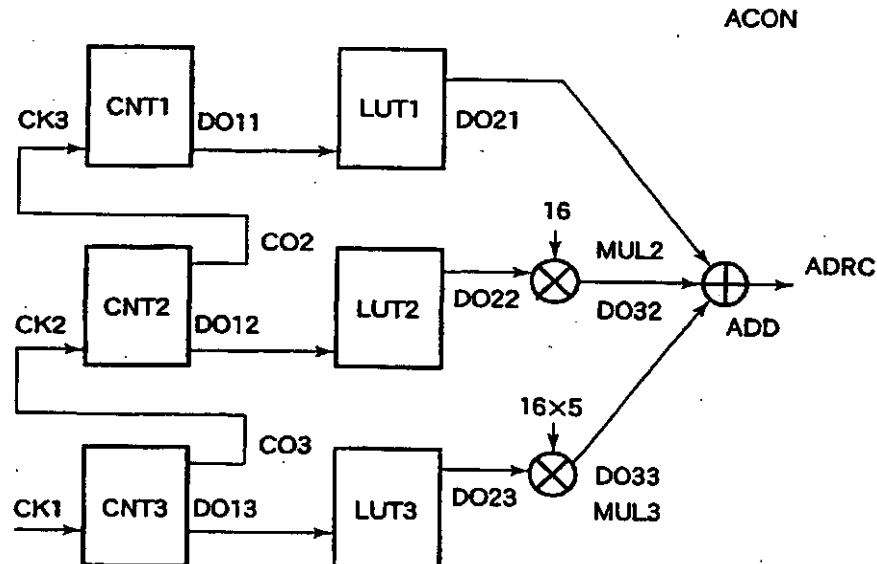 ACON
CK3
CNT1
DO11
LUT1
DO21
CO2
16
MUL2
ADRC
CK2
CNT2
DO12
LUT2
DO22
DO32
ADD
CO3
16×5
CK1
CNT3
DO13
LUT3
DO23
DO33
MUL3